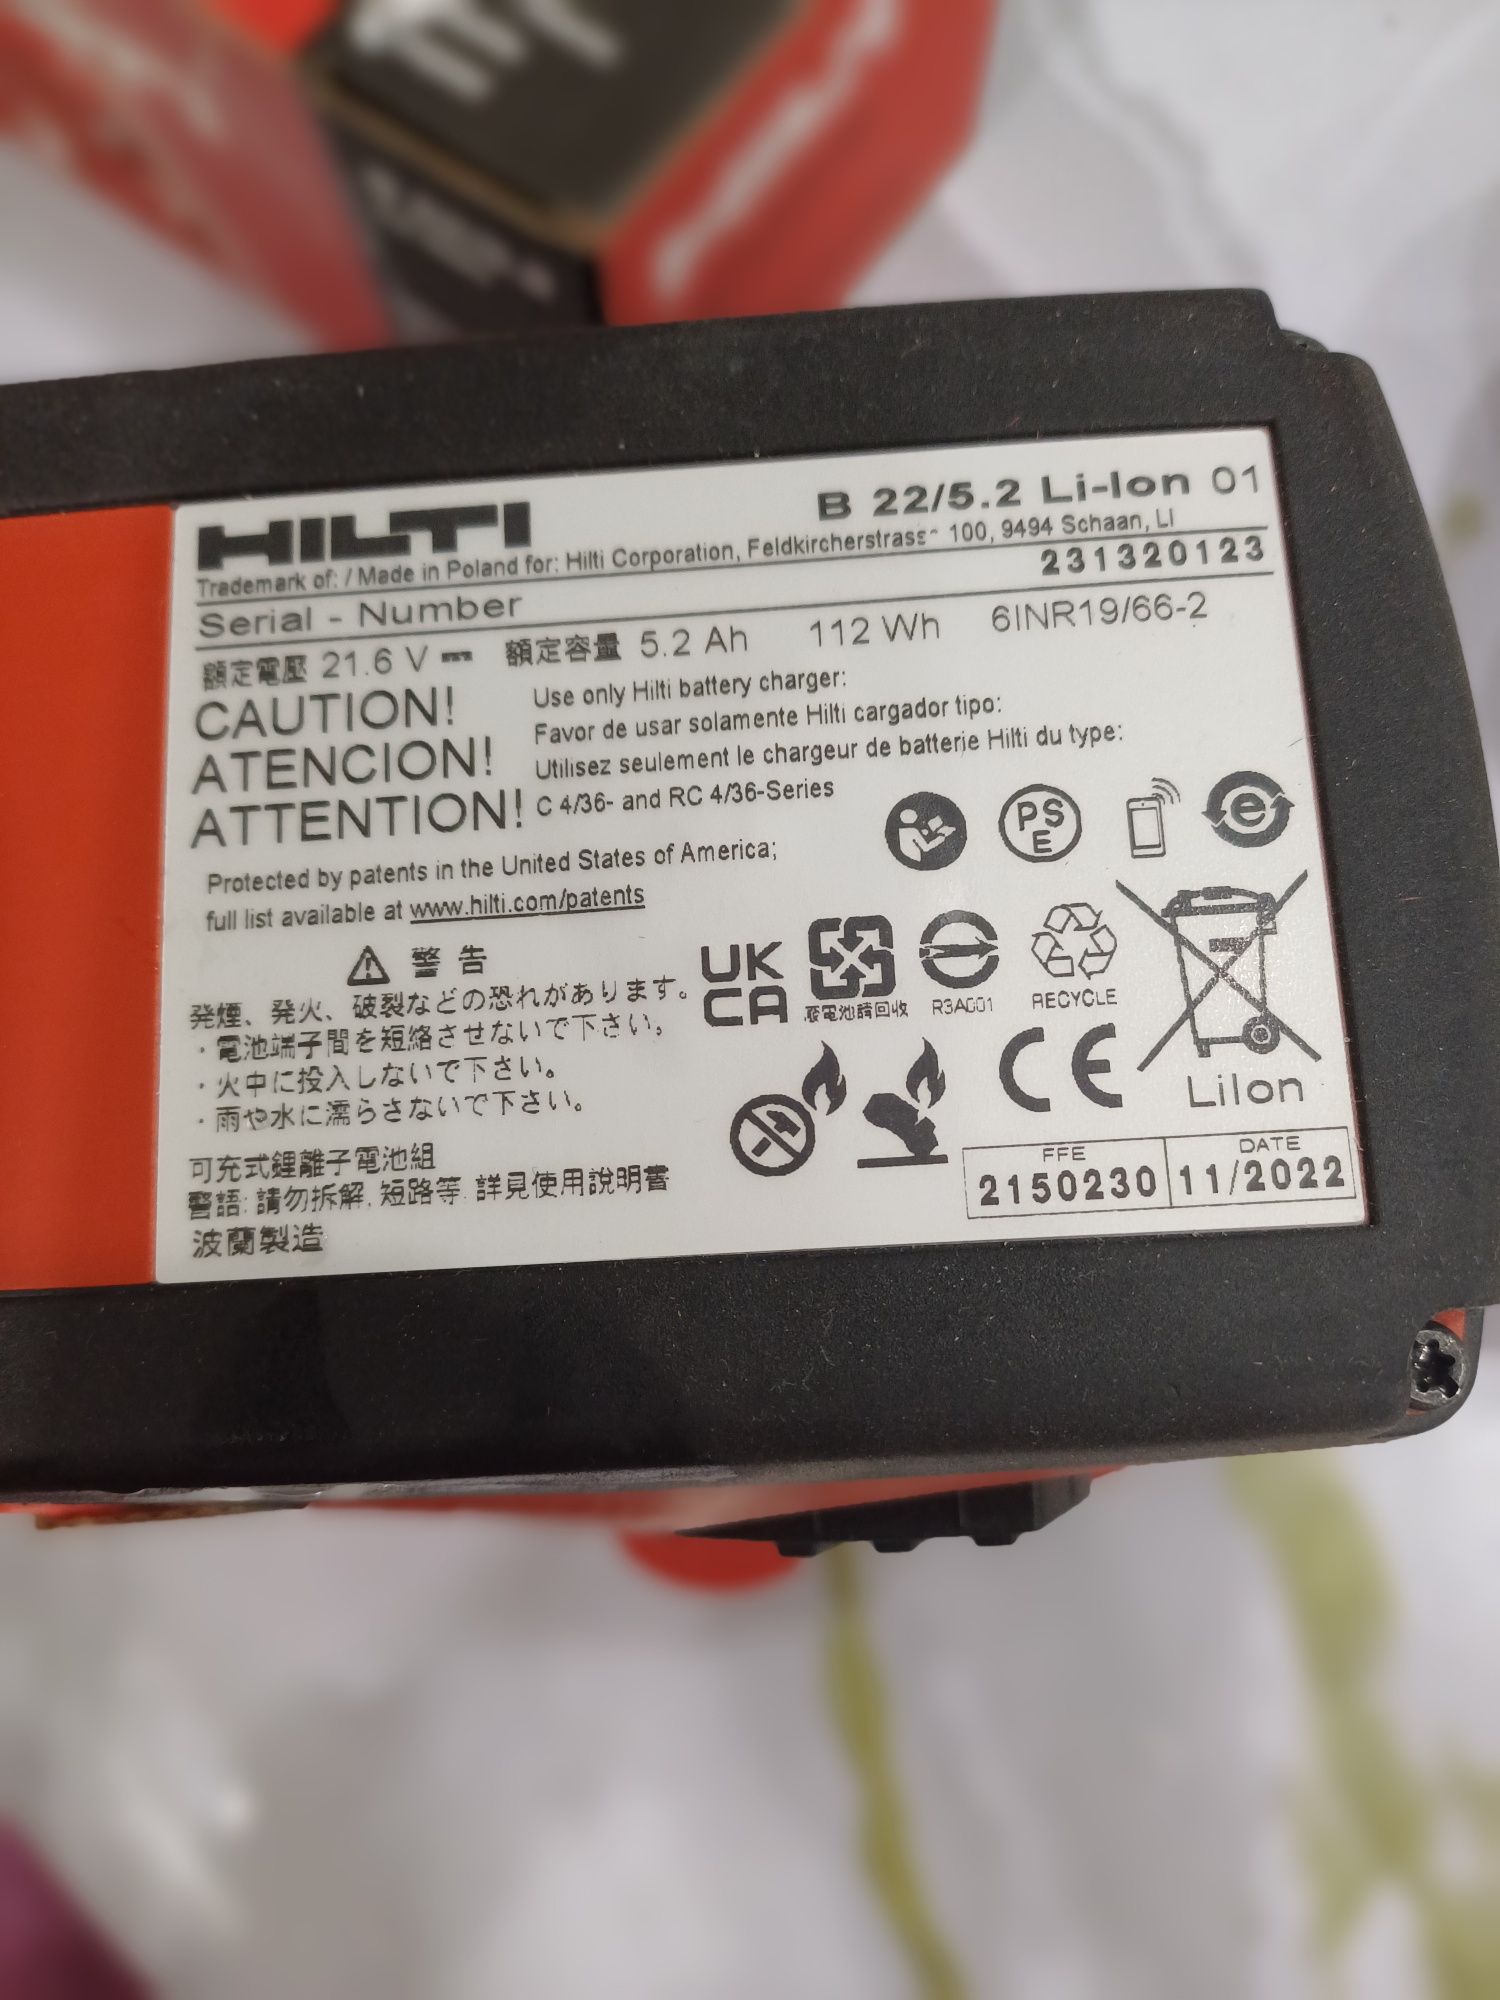 HILTI
B 22/5.2 Li-Ion 01
Trademark of: / Made in Poland for: Hilti Corporation, Feldkircherstrasse 100, 9494 Schaan, LI
Serial - Number 231320123
額定電壓 21.6 V 額定容量 5.2 Ah 112 Wh 6INR19/66-2
CAUTION! Use only Hilti battery charger:
ATENCION! Favor de usar solamente Hilti cargador tipo:
ATTENTION! Utilisez seulement le chargeur de batterie Hilti du type:
C 4/36- and RC 4/36-Series
Protected by patents in the United States of America;
full list available at www.hilti.com/patents
PS
E
e
警告
発煙、発火、破裂などの恐れがあります。
・電池端子間を短絡させないで下さい。
・火中に投入しないで下さい。
・雨や水に濡らさないで下さい。
UK
CA
廢電池請回收
R3A001
RECYCLE
CE
LiIon
可充式鋰離子電池組
警語: 請勿拆解, 短路等. 詳見使用說明書
波蘭製造
FFE DATE
2150230 11/2022